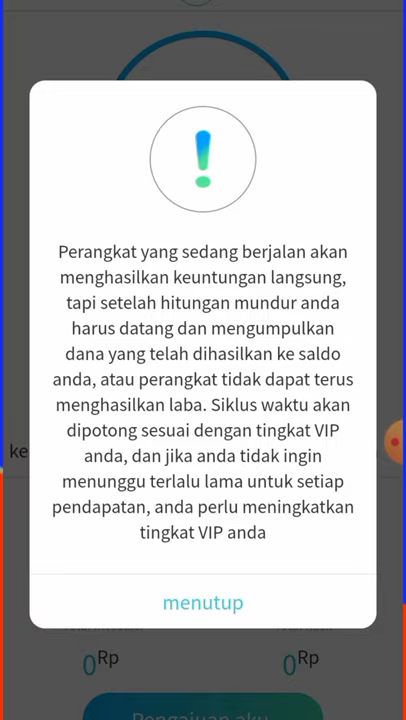 Perangkat yang sedang berjalan akan
menghasilkan keuntungan langsung,
tapi setelah hitungan mundur anda
harus datang dan mengumpulkan
dana yang telah dihasilkan ke saldo
anda, atau perangkat tidak dapat terus
menghasilkan laba. Siklus waktu akan
dipotong sesuai dengan tingkat VIP
anda, dan jika anda tidak ingin
menunggu terlalu lama untuk setiap
pendapatan, anda perlu meningkatkan
tingkat VIP anda
ke
menutup
0Rp 0Rp
Pengajuan aku